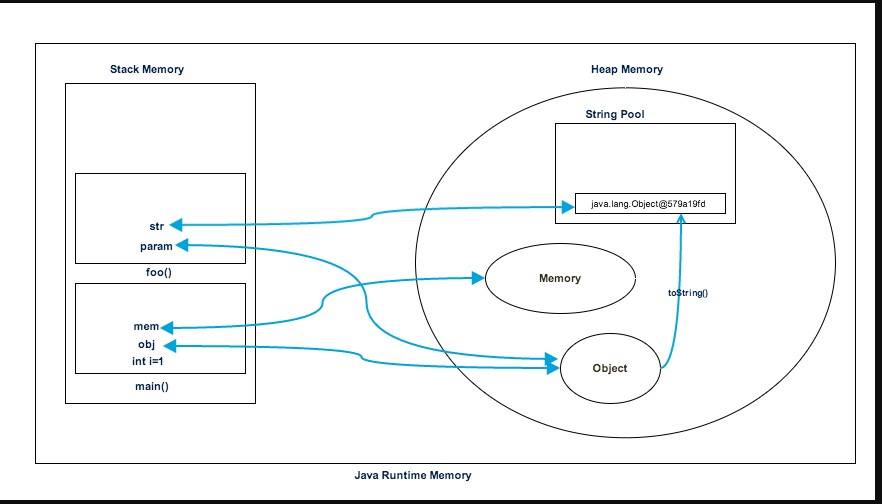 Stack Memory
Heap Memory
String Pool
java.lang.Object@579a19fd
str
param
foo()
Memory
toString()
mem
obj
int i=1
Object
main()
Java Runtime Memory